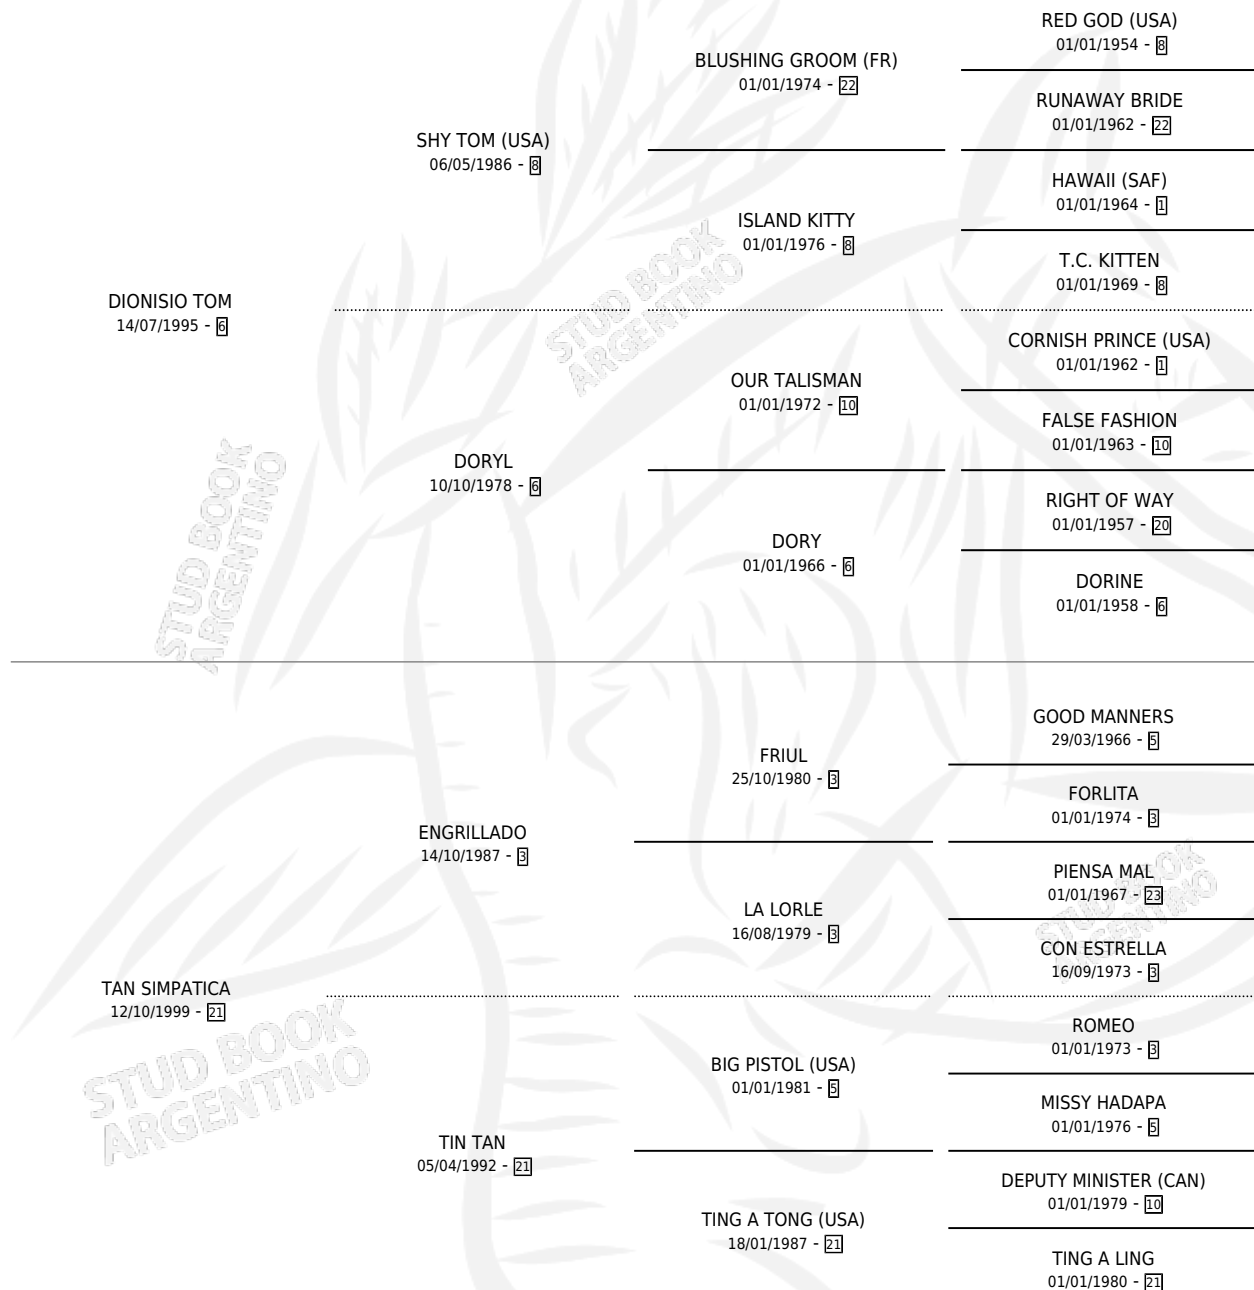 RED GOD (USA)
01/01/1954 - 8
BLUSHING GROOM (FR)
01/01/1974 - 22
RUNAWAY BRIDE
01/01/1962 - 22
SHY TOM (USA)
06/05/1986 - 8
HAWAII (SAF)
01/01/1964 - 1
ISLAND KITTY
01/01/1976 - 8
T.C. KITTEN
01/01/1969 - 8
DIONISIO TOM
14/07/1995 - 6
STUD BOOK
ARGENTINO
CORNISH PRINCE (USA)
01/01/1962 - 1
OUR TALISMAN
01/01/1972 - 10
FALSE FASHION
01/01/1963 - 10
DORYL
10/10/1978 - 6
RIGHT OF WAY
01/01/1957 - 20
DORY
01/01/1966 - 6
DORINE
01/01/1958 - 6
STUD BOOK
ARGENTINO
GOOD MANNERS
29/03/1966 - 5
FRIUL
25/10/1980 - 3
FORLITA
01/01/1974 - 3
ENGRILLADO
14/10/1987 - 3
PIENSA MAL
01/01/1967 - 23
LA LORLE
16/08/1979 - 3
CON ESTRELLA
16/09/1973 - 3
STUD BOOK
ARGENTINO
TAN SIMPATICA
12/10/1999 - 21
ROMEO
01/01/1973 - 3
BIG PISTOL (USA)
01/01/1981 - 5
MISSY HADAPA
01/01/1976 - 5
STUD BOOK
ARGENTINO
TIN TAN
05/04/1992 - 21
DEPUTY MINISTER (CAN)
01/01/1979 - 10
TING A TONG (USA)
18/01/1987 - 21
TING A LING
01/01/1980 - 21